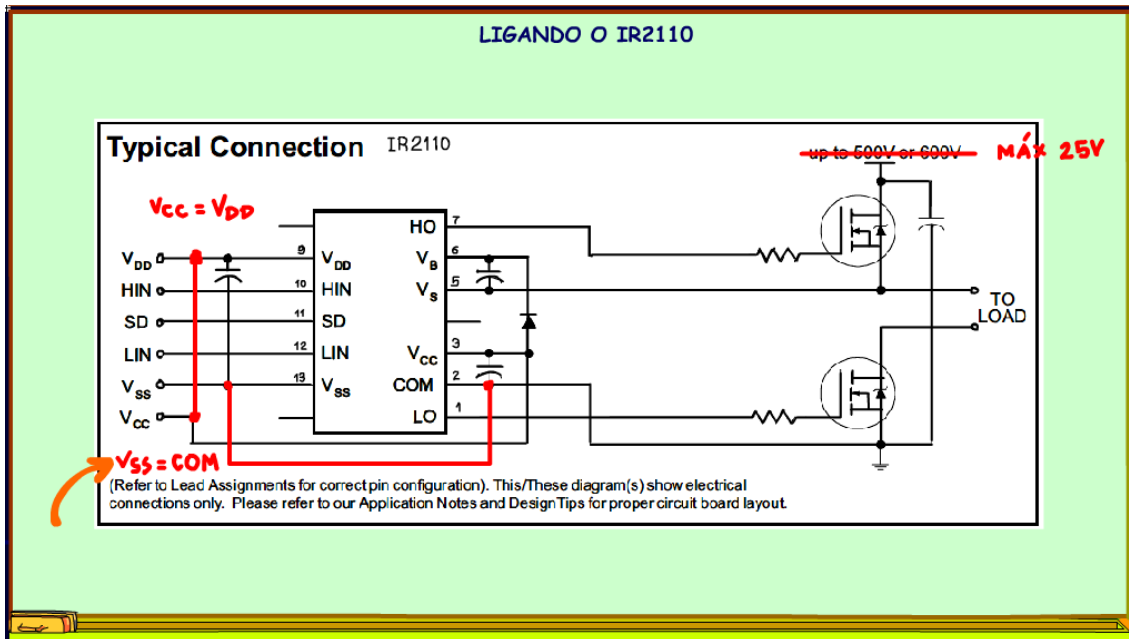 LIGANDO O IR2110
Typical Connection IR2110
up to 500V or 600V MÁX 25V
VCC = VDD
HO 7
VDD 9 VDD VB 6
HIN 10 HIN VS 5
SD 11 SD
TO
LOAD
LIN 12 LIN VCC 3
VSS 13 VSS COM 2
VCC LO 1
VSS = COM
(Refer to Lead Assignments for correct pin configuration). This/These diagram(s) show electrical
connections only. Please refer to our Application Notes and DesignTips for proper circuit board layout.